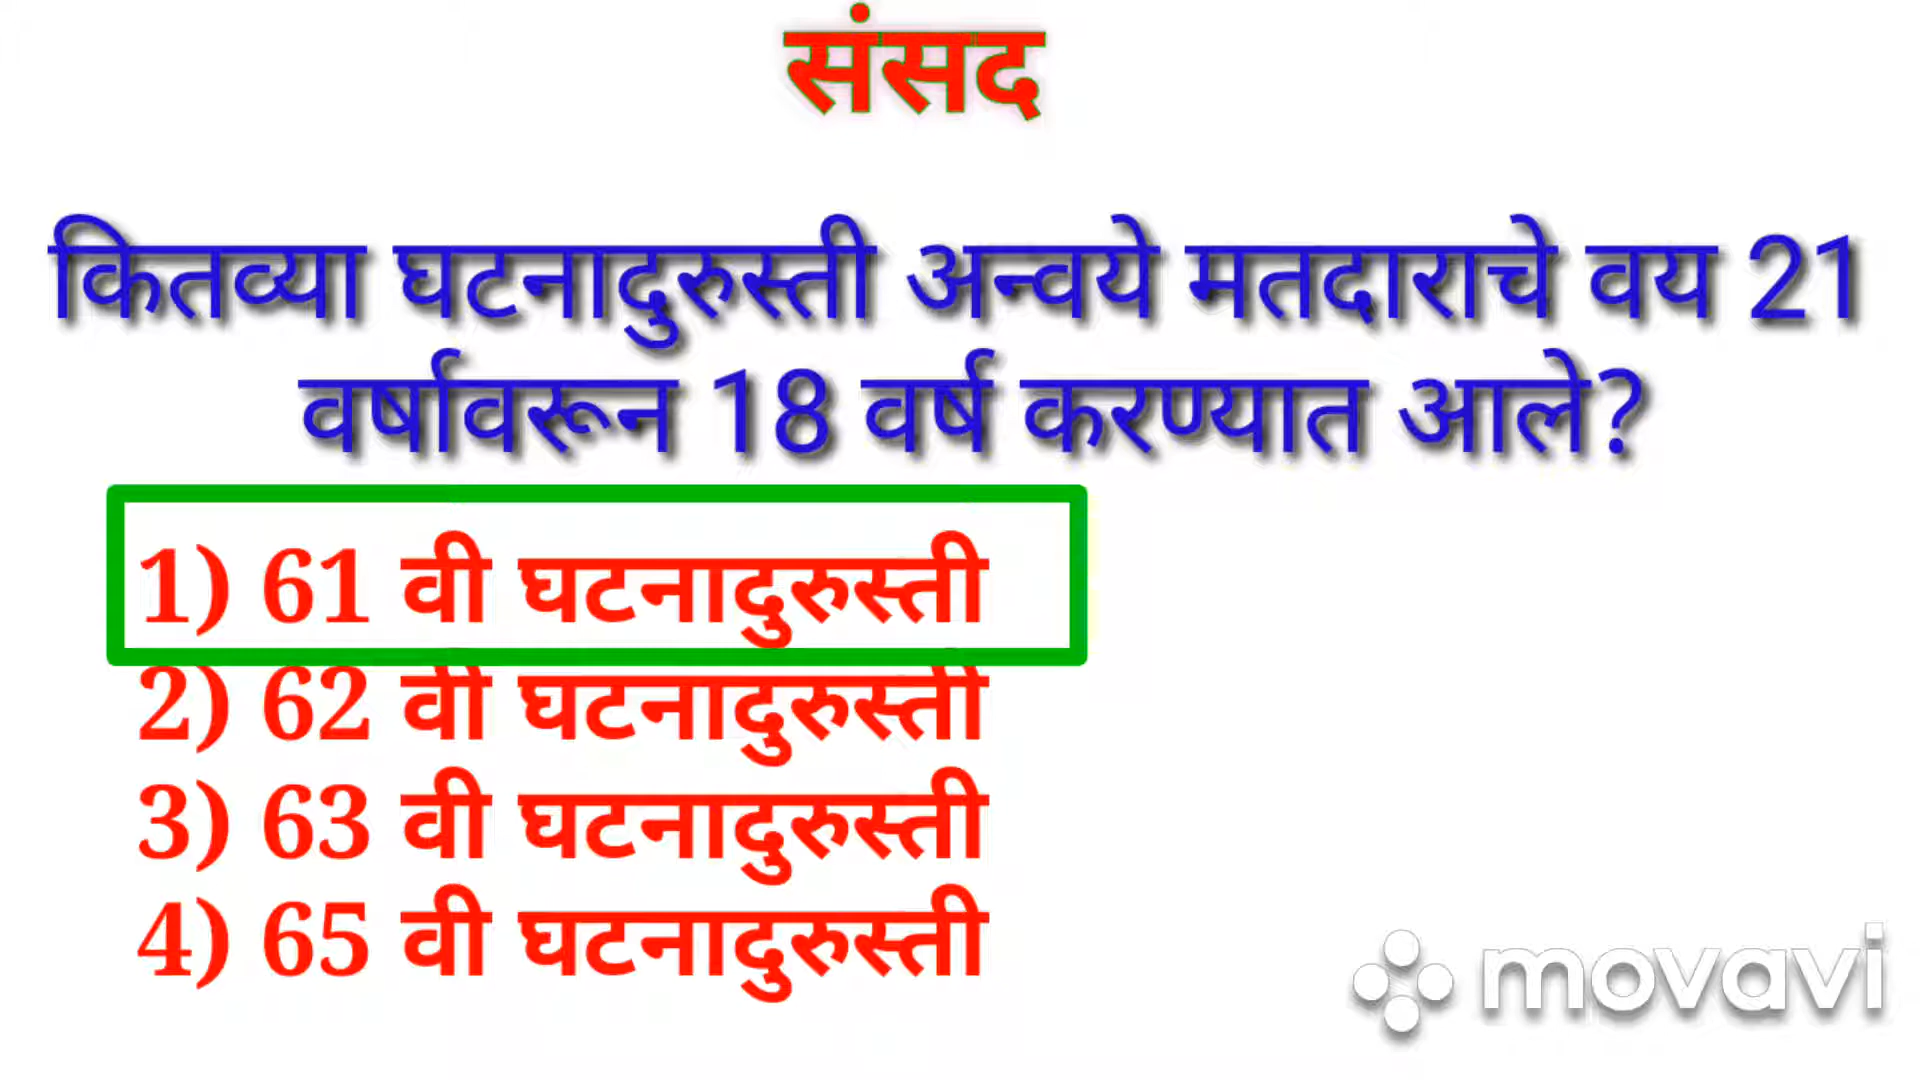 संसद
कितव्या घटनादुरुस्ती अन्वये मतदाराचे वय 21
वर्षावरून 18 वर्ष करण्यात आले?
1) 61 वी घटनादुरुस्ती
2) 62 वी घटनादुरुस्ती
3) 63 वी घटनादुरुस्ती
4) 65 वी घटनादुरुस्ती
movavi